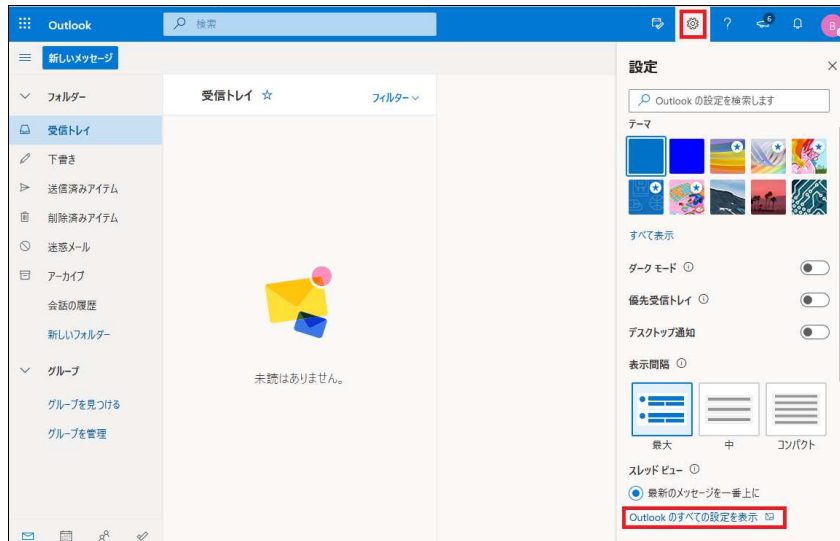 Outlook
検索
6
B
新しいメッセージ
フォルダー
受信トレイ
下書き
送信済みアイテム
削除済みアイテム
迷惑メール
アーカイブ
会話の履歴
新しいフォルダー
グループ
グループを見つける
グループを管理
受信トレイ
フィルター
未読はありません。
設定
Outlook の設定を検索します
テーマ
すべて表示
ダーク モード
優先受信トレイ
デスクトップ通知
表示間隔
最大 中 コンパクト
スレッド ビュー
最新のメッセージを一番上に
Outlook のすべての設定を表示